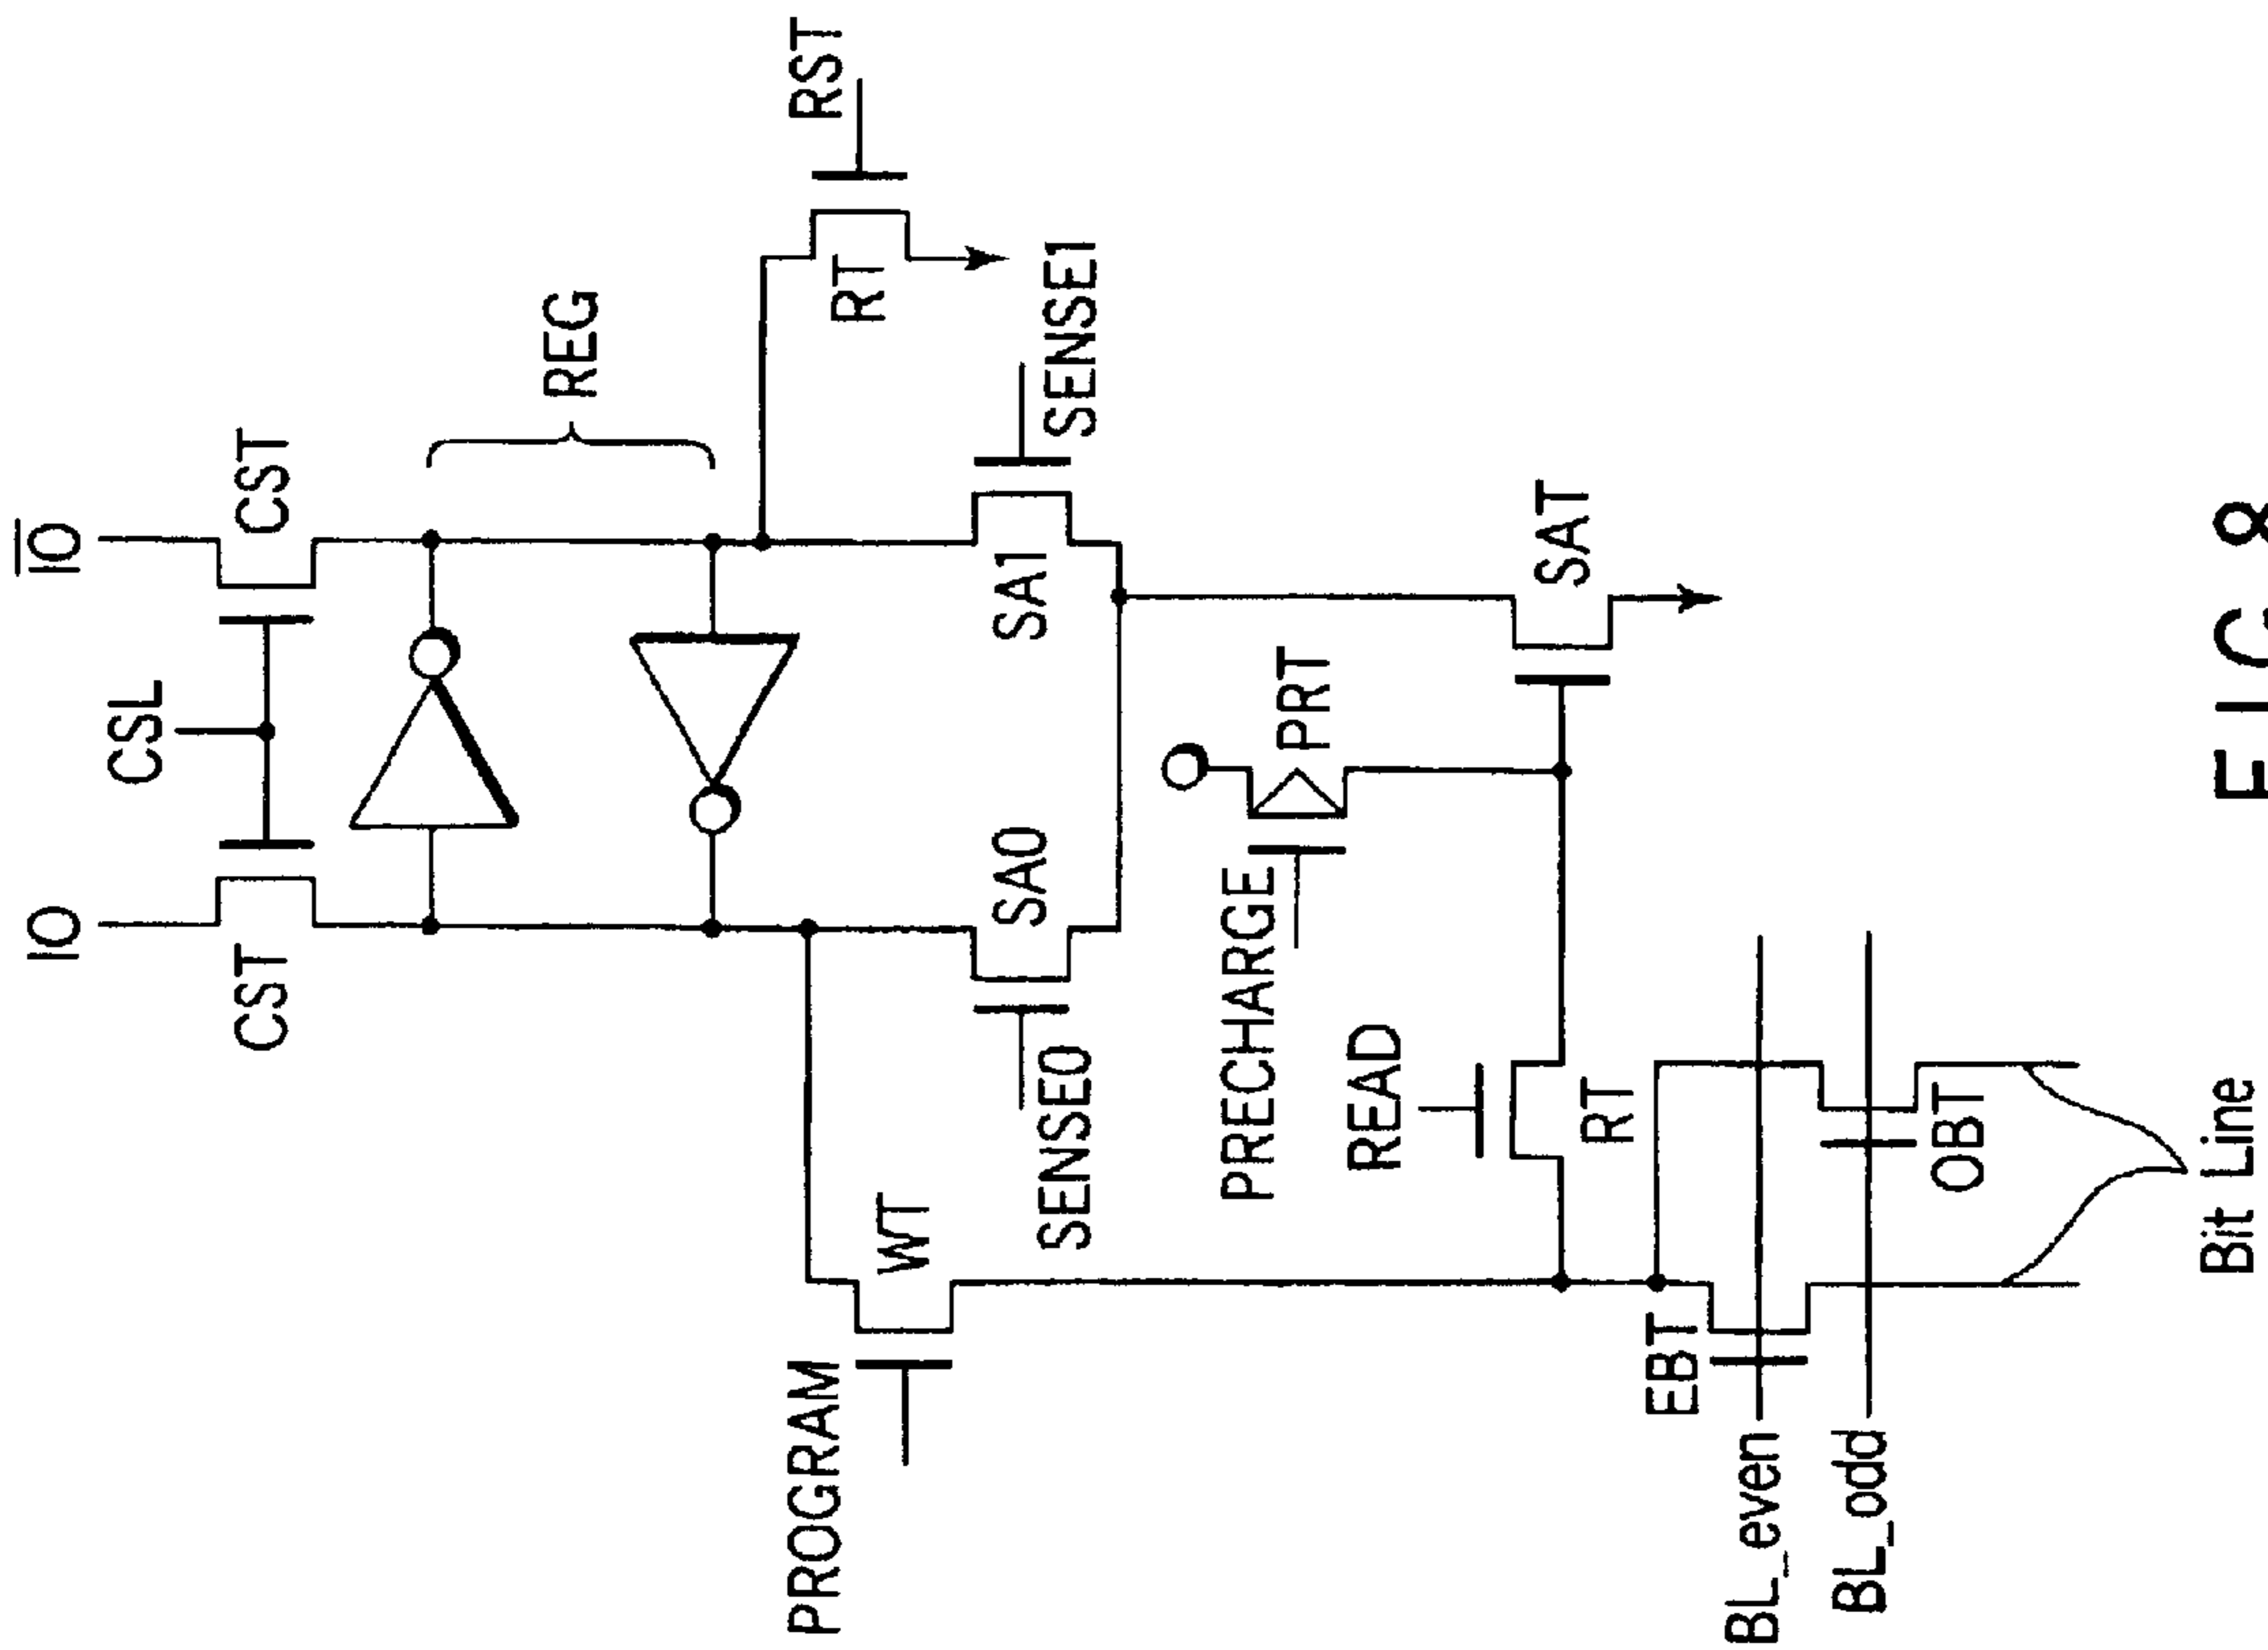 IO
IO
CSL
CST
CST
REG
RST
RT
PROGRAM
WT
SA0
SA1
SENSE0
SENSE1
PRECHARGE
PRT
READ
RT
SAT
EBT
BL_even
BL_odd
OBT
Bit Line
FIG. 8